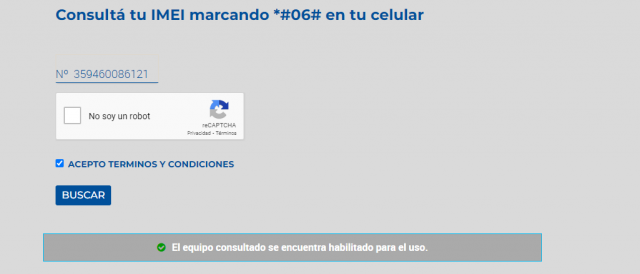 Consultá tu IMEI marcando *#06# en tu celular
Nº 359460086121
No soy un robot
reCAPTCHA
Privacidad - Términos
ACEPTO TERMINOS Y CONDICIONES
BUSCAR
El equipo consultado se encuentra habilitado para el uso.